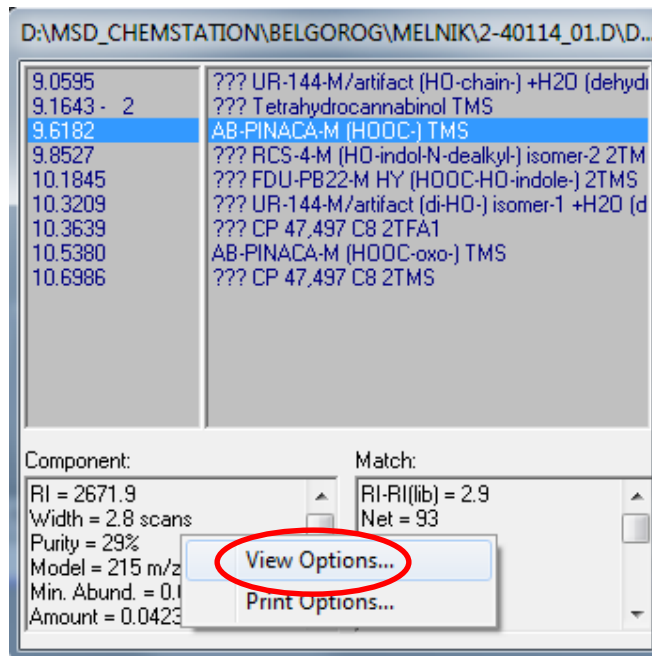 D:\MSD_CHEMSTATION\BELGOROG\MELNIK\2-40114_01.D\D...
9.0595 ??? UR-144-M/artifact (HO-chain-) +H2O (dehydr
9.1643 - 2 ??? Tetrahydrocannabinol TMS
9.6182 AB-PINACA-M (HOOC-) TMS
9.8527 ??? RCS-4-M (HO-indol-N-dealkyl-) isomer-2 2TM
10.1845 ??? FDU-PB22-M HY (HOOC-HO-indole-) 2TMS
10.3209 ??? UR-144-M/artifact (di-HO-) isomer-1 +H2O (d
10.3639 ??? CP 47,497 C8 2TFA1
10.5380 AB-PINACA-M (HOOC-oxo-) TMS
10.6986 ??? CP 47,497 C8 2TMS
Component: Match:
RI = 2671.9 RI-RI(lib) = 2.9
Width = 2.8 scans Net = 93
Purity = 29%
Model = 215 m/z
Min. Abund. = 0.
Amount = 0.0423
View Options...
Print Options...